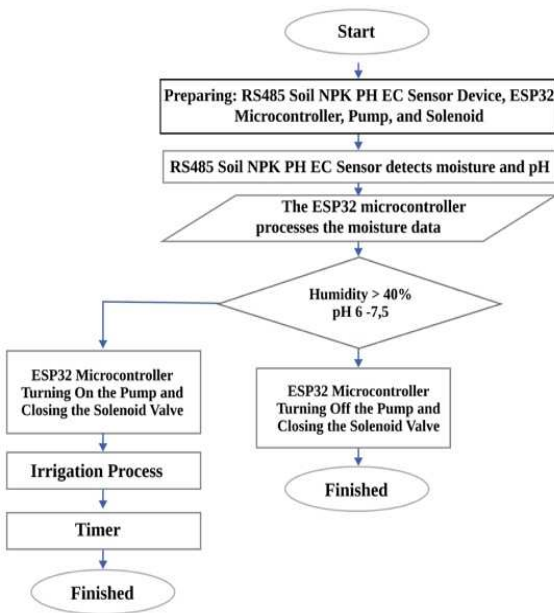 Start
Preparing: RS485 Soil NPK PH EC Sensor Device, ESP32
Microcontroller, Pump, and Solenoid
RS485 Soil NPK PH EC Sensor detects moisture and pH
The ESP32 microcontroller
processes the moisture data
Humidity > 40%
pH 6 -7,5
ESP32 Microcontroller
Turning On the Pump and
Closing the Solenoid Valve
Irrigation Process
Timer
Finished
ESP32 Microcontroller
Turning Off the Pump and
Closing the Solenoid Valve
Finished